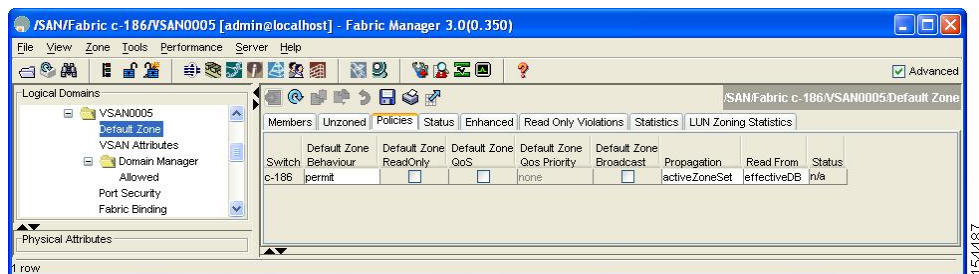 /SAN/Fabric c-186/VSAN0005 [admin@localhost] - Fabric Manager 3.0(0.350)
File View Zone Tools Performance Server Help
Advanced
Logical Domains
VSAN0005
Default Zone
VSAN Attributes
Domain Manager
Allowed
Port Security
Fabric Binding
Physical Attributes
/SAN/Fabric c-186/VSAN0005/Default Zone
Members Unzoned Policies Status Enhanced Read Only Violations Statistics LUN Zoning Statistics
Default Zone Default Zone Default Zone Default Zone Default Zone
Switch Behaviour ReadOnly QoS Qos Priority Broadcast Propagation Read From Status
c-186 permit none activeZoneSet effectiveDB n/a
1 row
154487